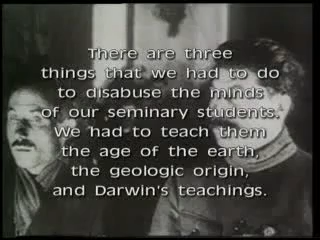 There are three
things that we had to do
to disabuse the minds
of our seminary students.
We had to teach them
the age of the earth,
the geologic origin,
and Darwin's teachings.